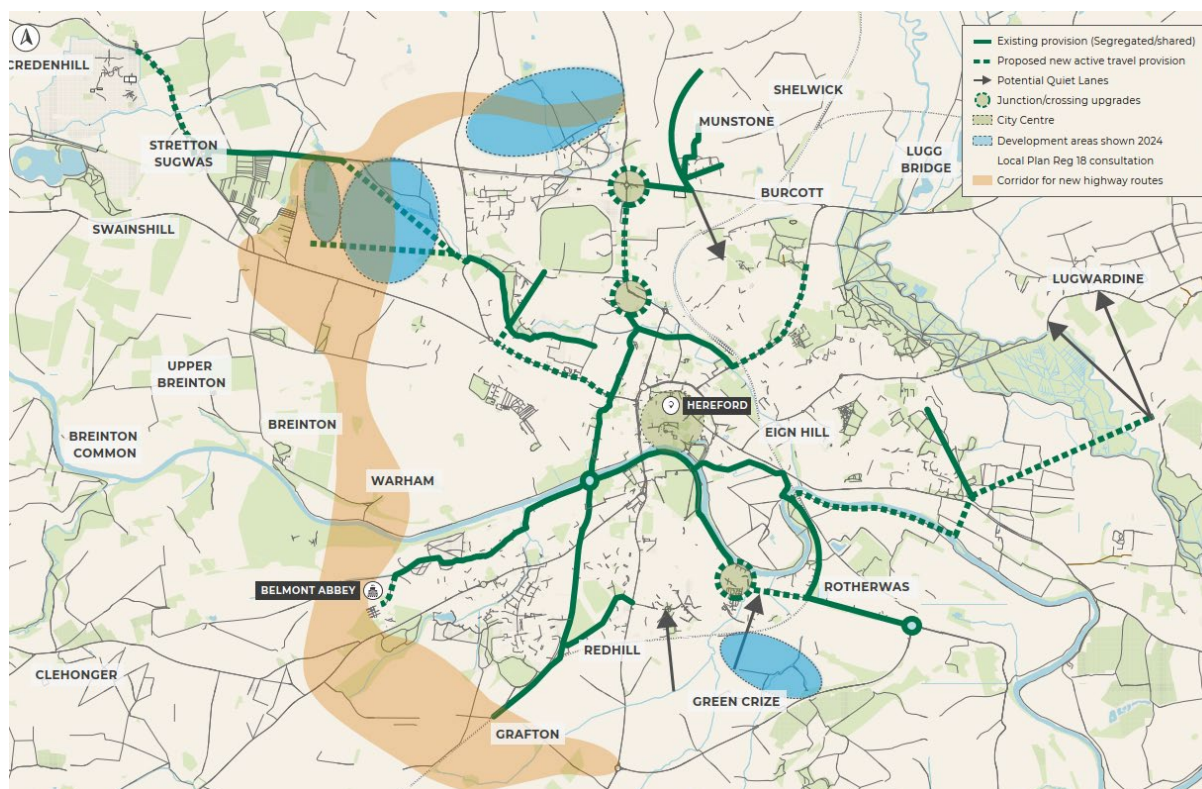 CREDENHILL
STRETTON
SUGWAS
SWAINSHILL
UPPER
BREINTON
BREINTON
COMMON
BREINTON
WARHAM
BELMONT ABBEY
CLEHONGER
SHELWICK
MUNSTONE
BURCOTT
LUGG
BRIDGE
LUGWARDINE
HEREFORD
EIGN HILL
ROTHERWAS
REDHILL
GREEN CRIZE
GRAFTON
Existing provision (Segregated/shared)
Proposed new active travel provision
Potential Quiet Lanes
Junction/crossing upgrades
City Centre
Development areas shown 2024
Local Plan Reg 18 consultation
Corridor for new highway routes